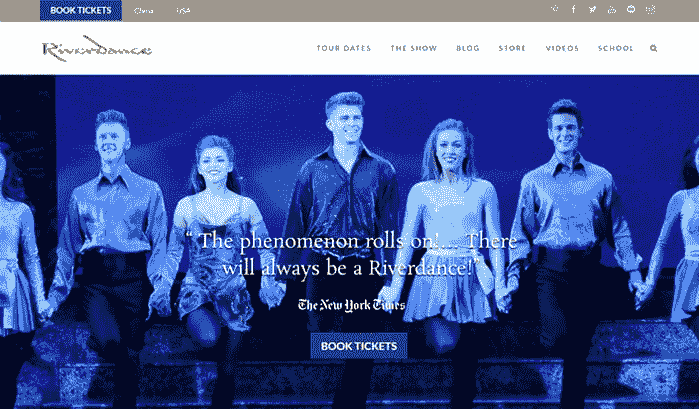 BOOK TICKETS China USA
Riverdance
TOUR DATES THE SHOW BLOG STORE VIDEOS SCHOOL
“ The phenomenon rolls on!.... There
will always be a Riverdance!”
The New York Times
BOOK TICKETS